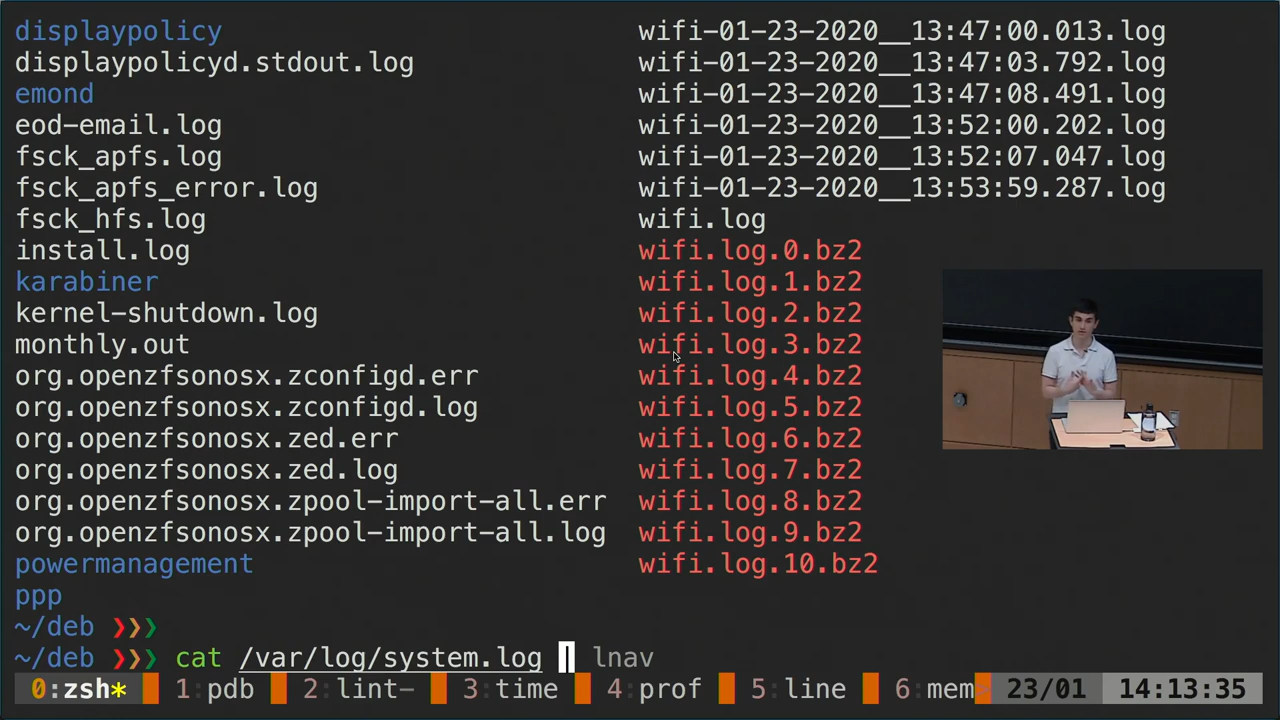 displaypolicy
displaypolicyd.stdout.log
emond
eod-email.log
fsck_apfs.log
fsck_apfs_error.log
fsck_hfs.log
install.log
karabiner
kernel-shutdown.log
monthly.out
org.openzfsonosx.zconfigd.err
org.openzfsonosx.zconfigd.log
org.openzfsonosx.zed.err
org.openzfsonosx.zed.log
org.openzfsonosx.zpool-import-all.err
org.openzfsonosx.zpool-import-all.log
powermanagement
ppp
wifi-01-23-2020__13:47:00.013.log
wifi-01-23-2020__13:47:03.792.log
wifi-01-23-2020__13:47:08.491.log
wifi-01-23-2020__13:52:00.202.log
wifi-01-23-2020__13:52:07.047.log
wifi-01-23-2020__13:53:59.287.log
wifi.log
wifi.log.0.bz2
wifi.log.1.bz2
wifi.log.2.bz2
wifi.log.3.bz2
wifi.log.4.bz2
wifi.log.5.bz2
wifi.log.6.bz2
wifi.log.7.bz2
wifi.log.8.bz2
wifi.log.9.bz2
wifi.log.10.bz2
~/deb ❯❯❯
~/deb ❯❯❯ cat /var/log/system.log | lnav
0:zsh* 1:pdb 2:lint- 3:time 4:prof 5:line 6:mem 23/01 14:13:35